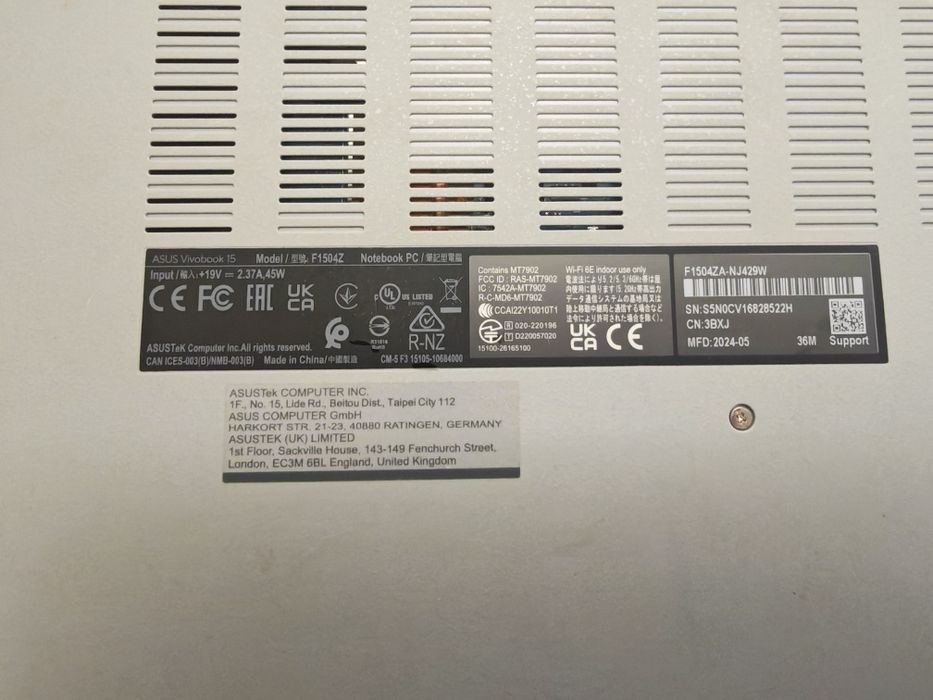 ASUS Vivobook 15 Model / 型號: F1504Z Notebook PC / 筆記型電腦
Input / 輸入: +19V ⎓ 2.37A,45W
CE FC EAC UK CA UL US LISTED
R-NZ
ASUSTeK Computer Inc.All rights reserved.
CAN ICES-003(B)/NMB-003(B) Made in China/中國製造 CM-5 F3 15105-10684000
Contains MT7902
FCC ID : RAS-MT7902
IC : 7542A-MT7902
R-C-MD6-MT7902
CCAI22Y10010T1
R 020-220196
T D220057020
15100-26165100
Wi-Fi 6E indoor use only
UK CA CE
F1504ZA-NJ429W
SN:S5N0CV16828522H
CN:3BXJ
MFD:2024-05 36M Support
ASUSTek COMPUTER INC.
1F., No. 15, Lide Rd., Beitou Dist., Taipei City 112
ASUS COMPUTER GmbH
HARKORT STR. 21-23, 40880 RATINGEN, GERMANY
ASUSTEK (UK) LIMITED
1st Floor, Sackville House, 143-149 Fenchurch Street,
London, EC3M 6BL England, United Kingdom